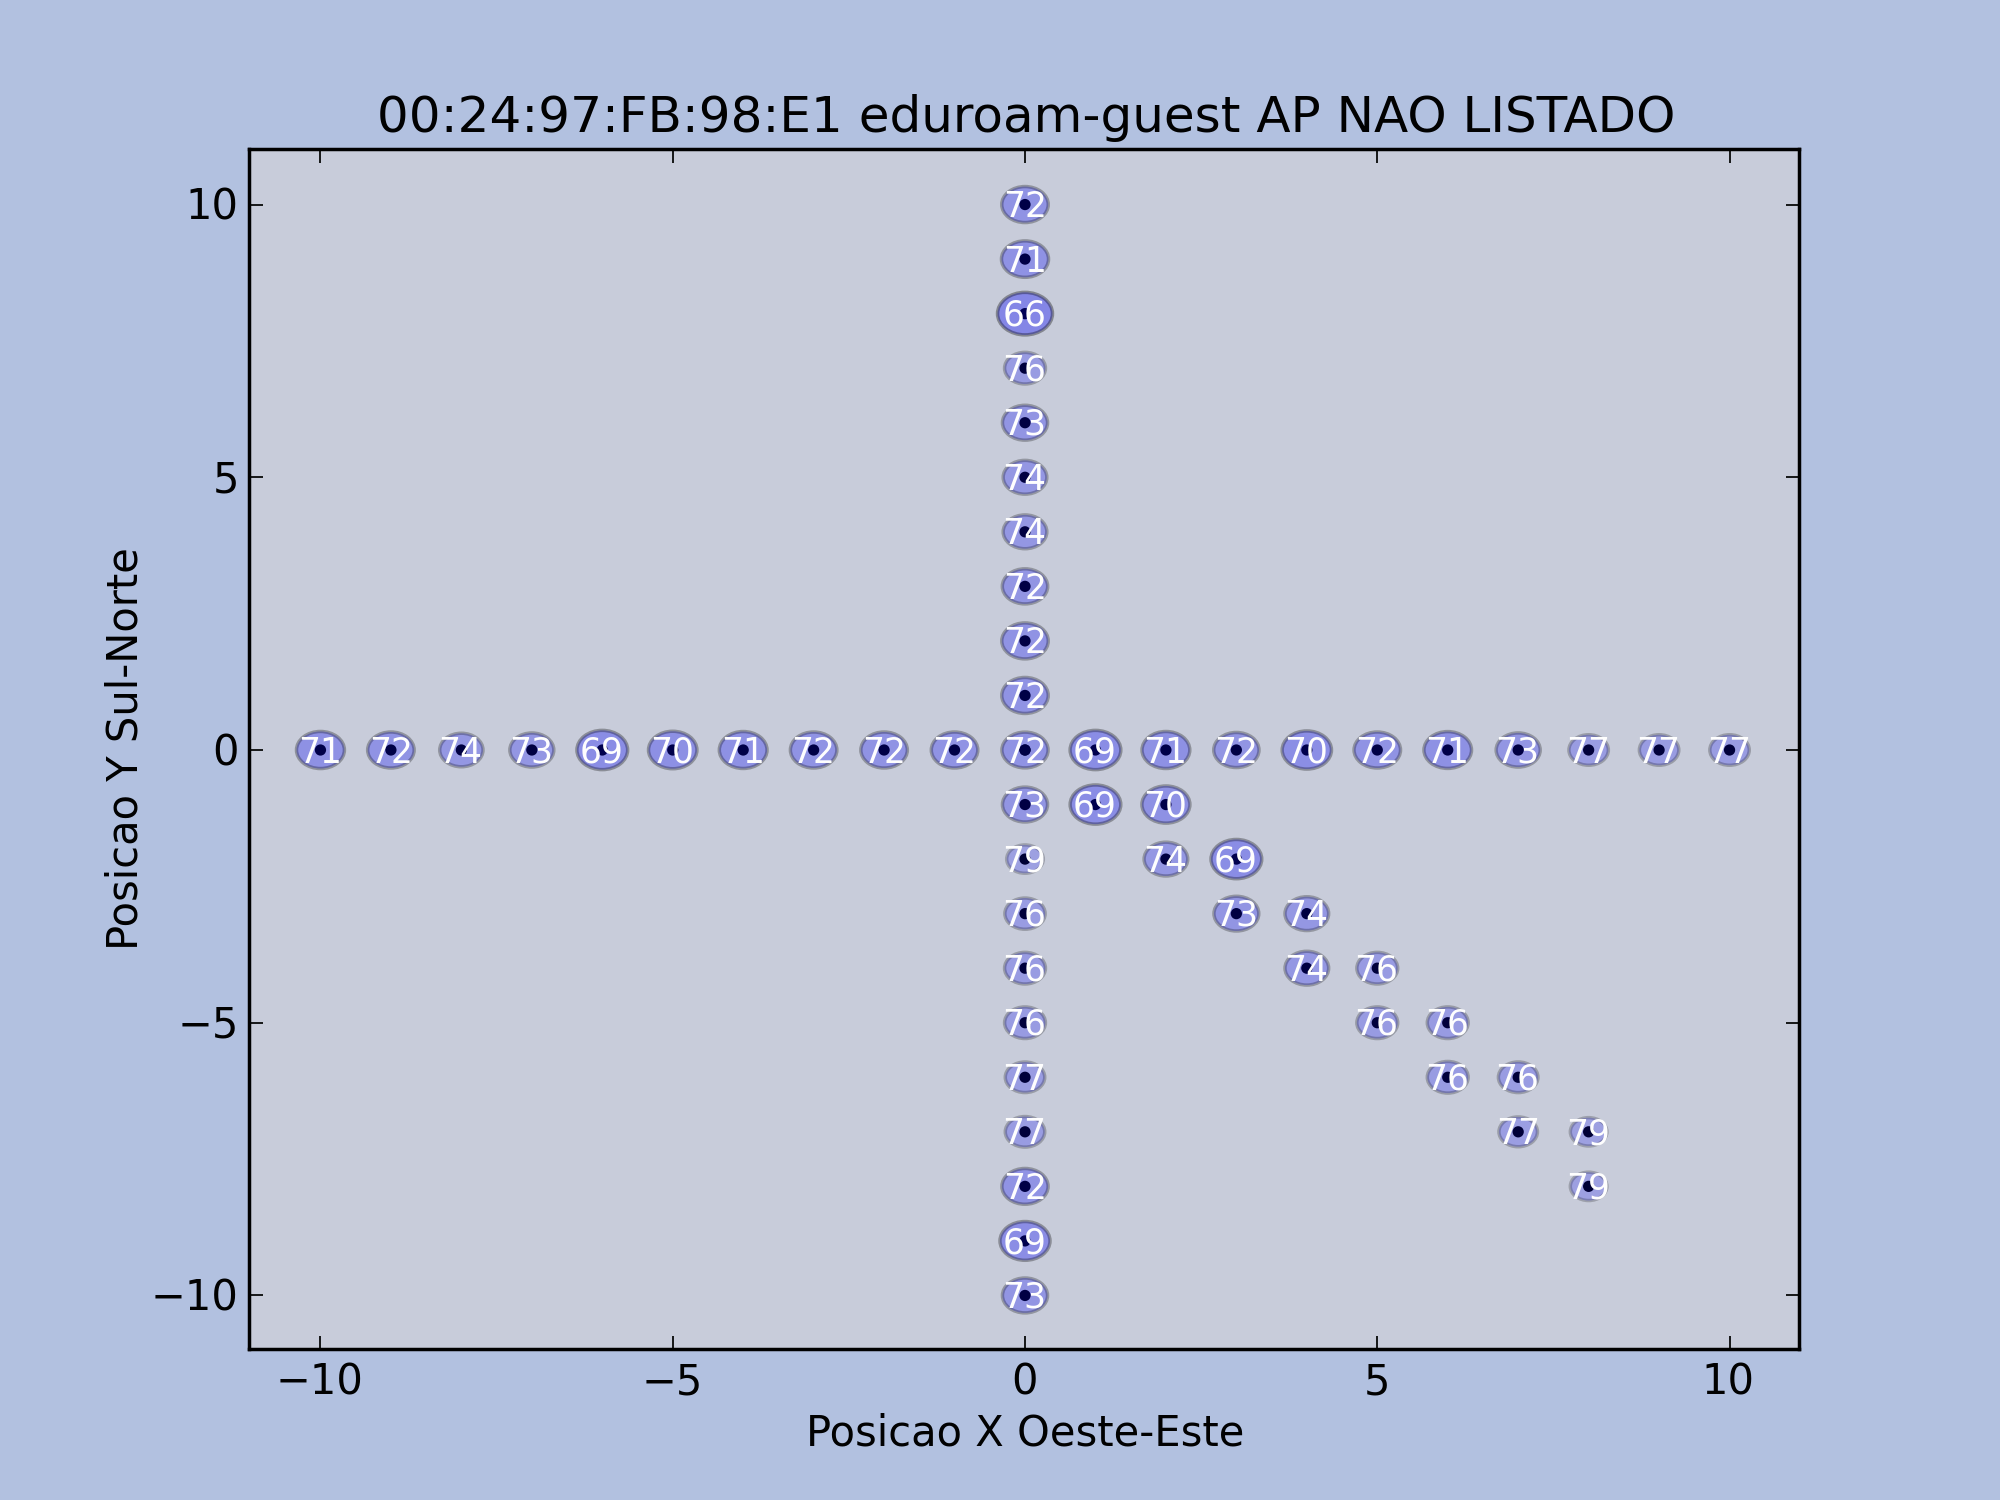 00:24:97:FB:98:E1 eduroam-guest AP NAO LISTADO
10
72
71
66
76
73
5
74
74
72
72
72
0
71 72 74 73 69 70 71 72 72 72 72 69 71 72 70 72 71 73 77 77 77
73 69 70
79 74 69
76 73 74
76 74 76
−5
76 76 76
77 76 76
77 77 79
72 79
69
−10
73
Posicao Y Sul-Norte
−10 −5 0 5 10
Posicao X Oeste-Este